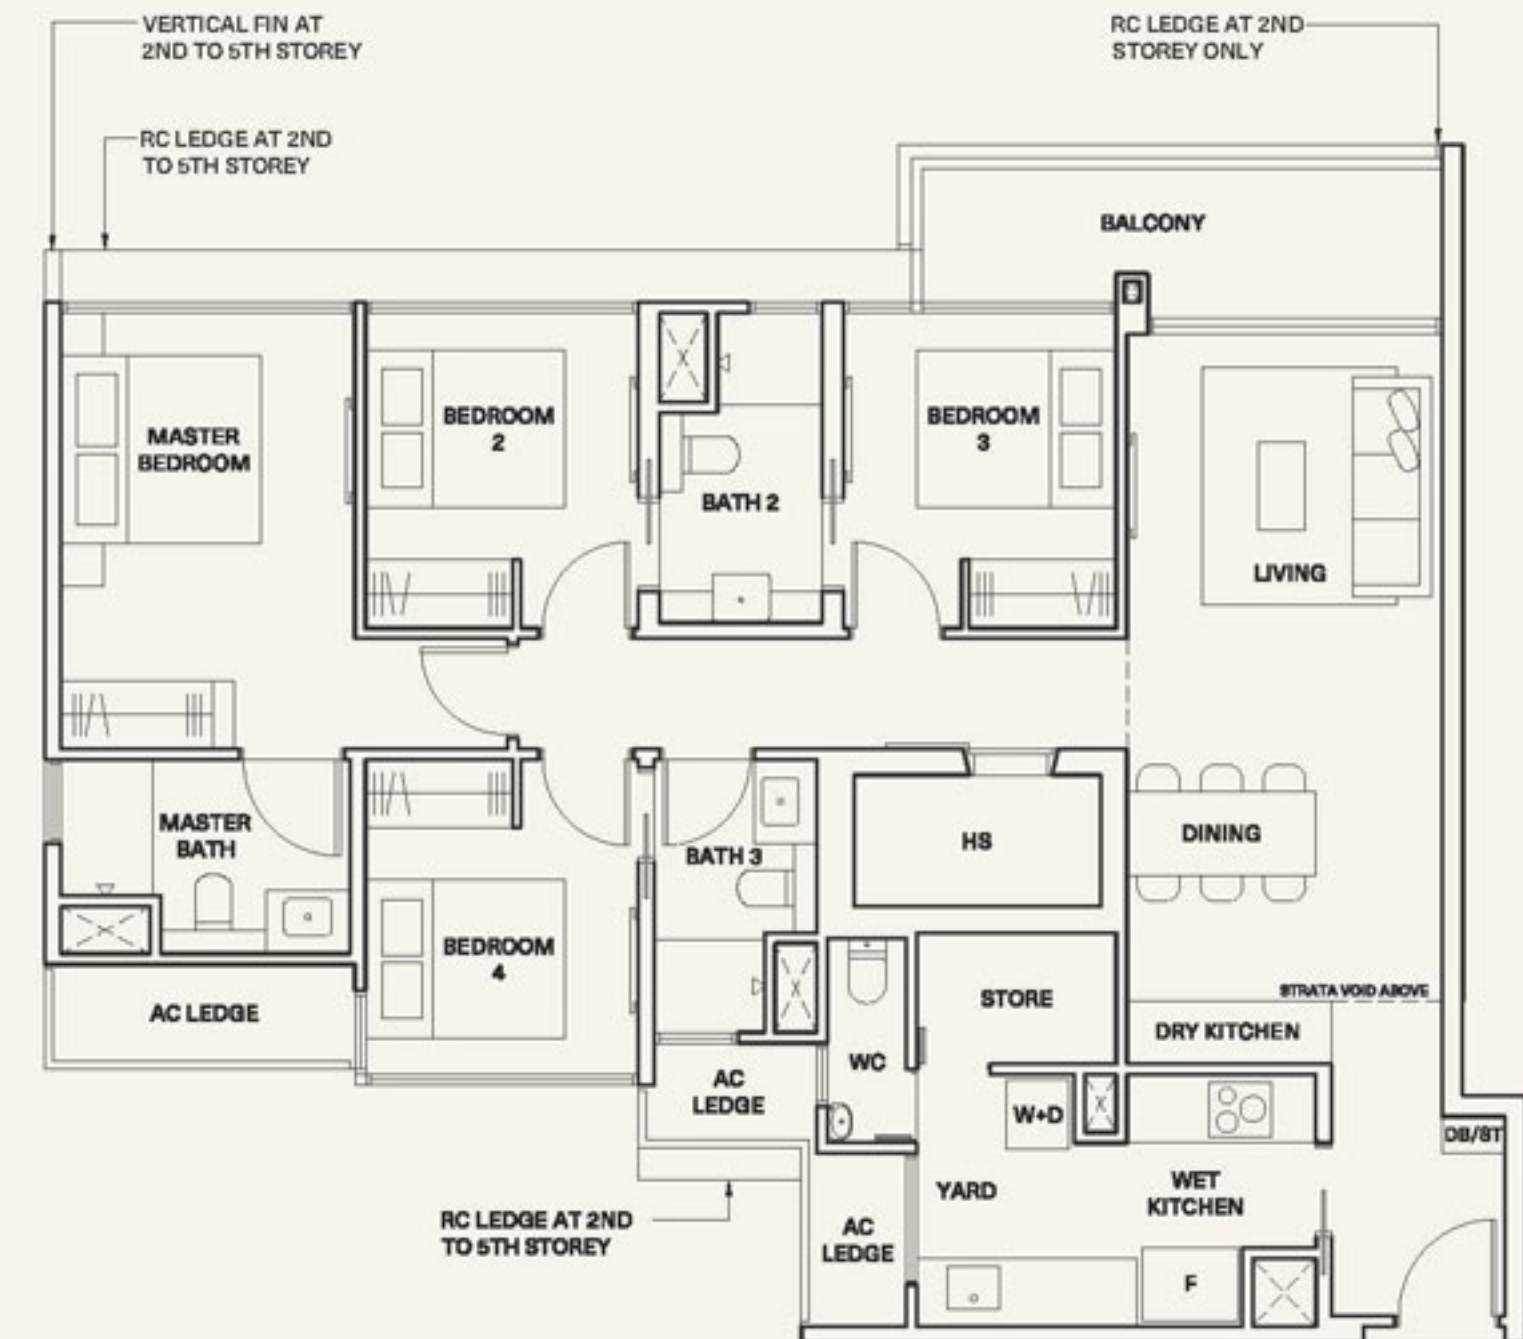 VERTICAL FIN AT
2ND TO 5TH STOREY
RC LEDGE AT 2ND
STOREY ONLY
RC LEDGE AT 2ND
TO 5TH STOREY
BALCONY
MASTER
BEDROOM
BEDROOM
2
BATH 2
BEDROOM
3
LIVING
MASTER
BATH
BATH 3
HS
DINING
BEDROOM
4
AC LEDGE
STORE
STRATA VOID ABOVE
DRY KITCHEN
WC
AC
LEDGE
W+D
DB/ST
YARD
WET
KITCHEN
RC LEDGE AT 2ND
TO 5TH STOREY
AC
LEDGE
F